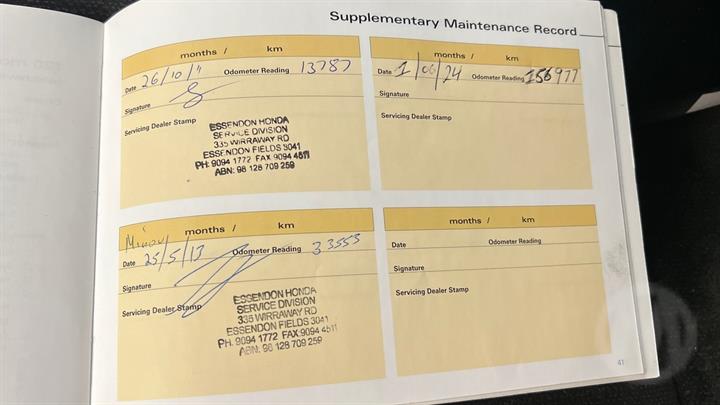 Supplementary Maintenance Record
months / km
Date 26/10/11 Odometer Reading 13787
Signature
Servicing Dealer Stamp
ESSENDON HONDA
SERVICE DIVISION
335 WIRRAWAY RD
ESSENDON FIELDS 3041
PH: 9094 1772 FAX 9094 4511
ABN: 98 128 709 259
months / km
Date 1/06/24 Odometer Reading 156977
Signature
Servicing Dealer Stamp
Minor months / km
Date 25/5/13 Odometer Reading 33553
Signature
Servicing Dealer Stamp
ESSENDON HONDA
SERVICE DIVISION
335 WIRRAWAY RD
ESSENDON FIELDS 3041
PH: 9094 1772 FAX: 9094 4511
ABN: 98 128 709 259
months / km
Date Odometer Reading
Signature
Servicing Dealer Stamp
41